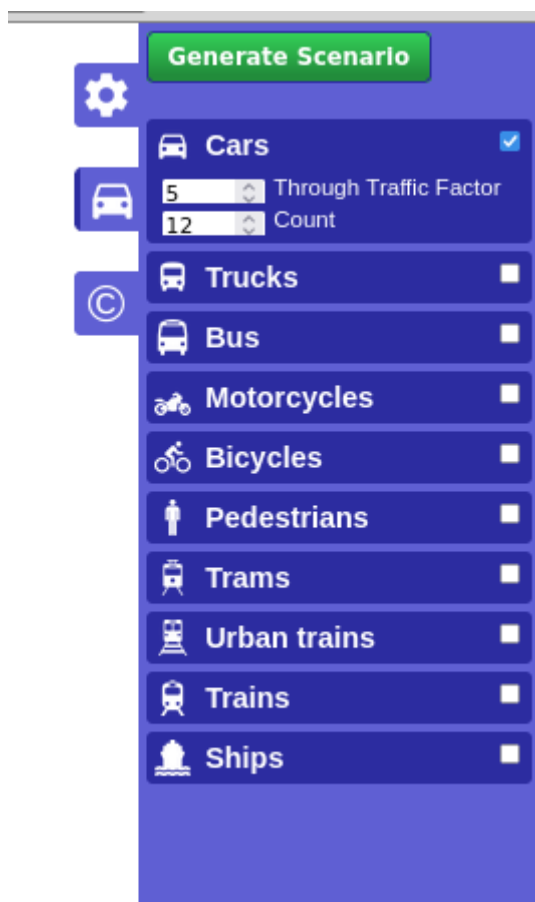 Generate Scenario
Cars
5 Through Traffic Factor
12 Count
©
Trucks
Bus
Motorcycles
Bicycles
Pedestrians
Trams
Urban trains
Trains
Ships